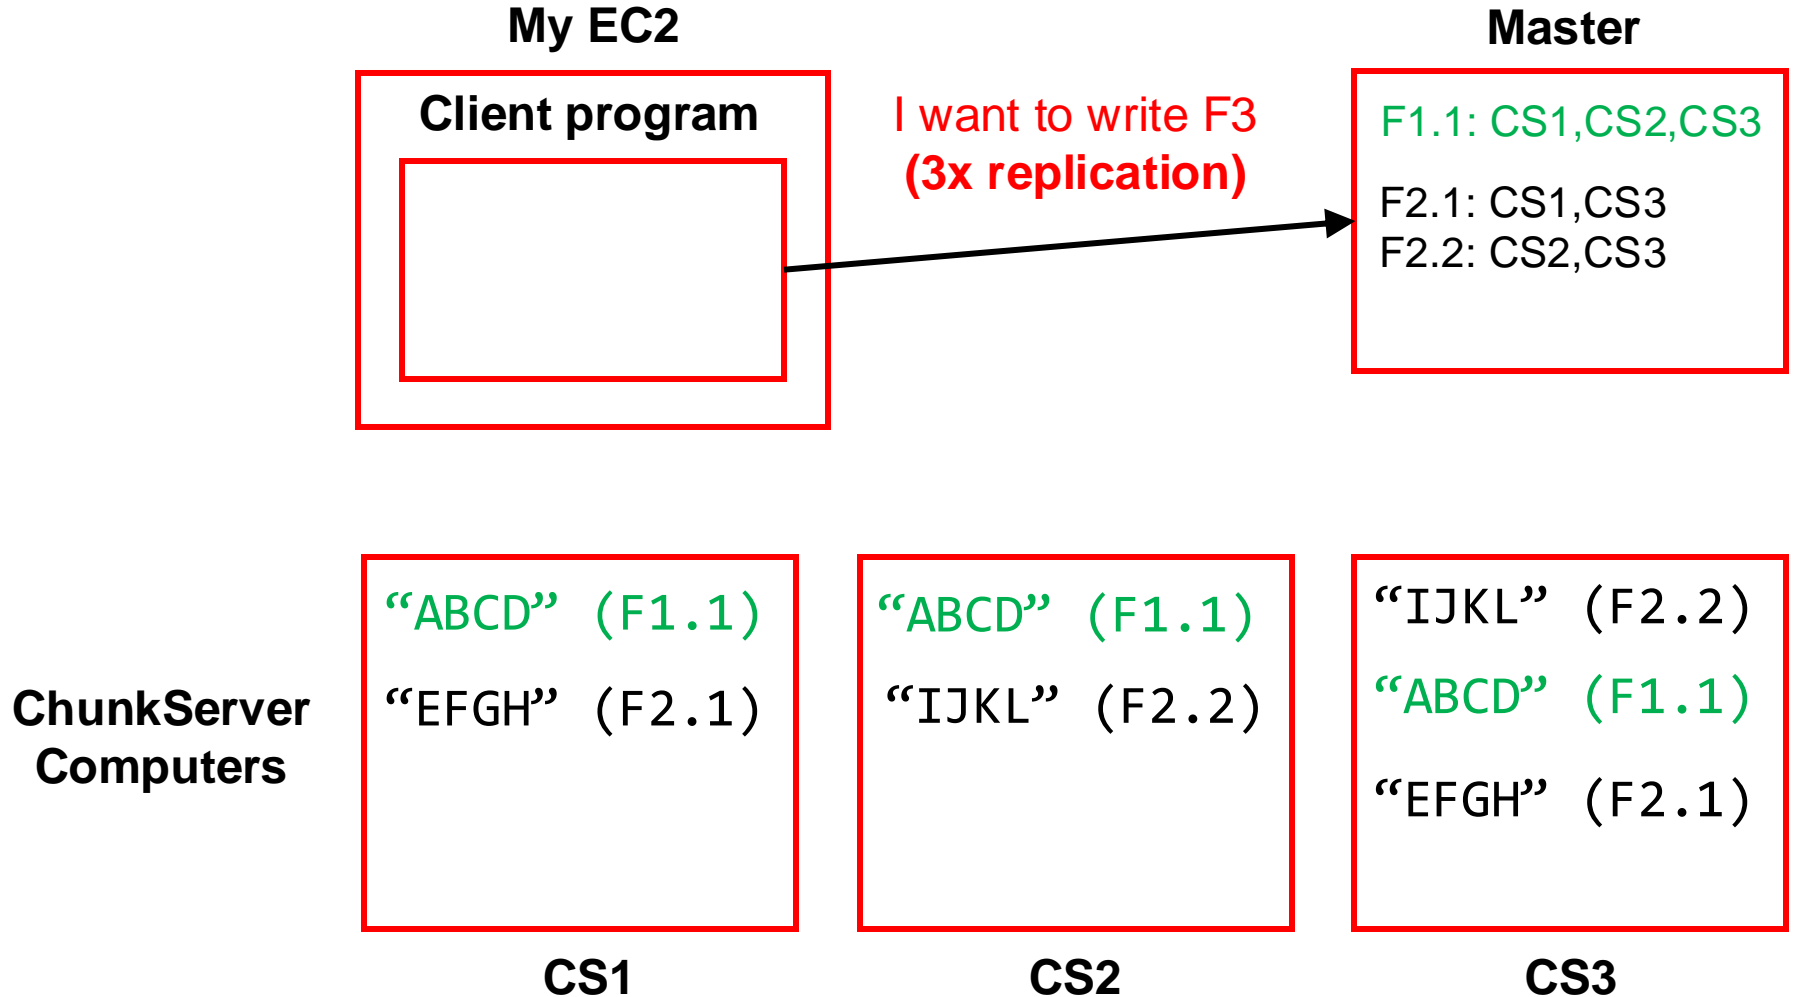 My EC2
Client program
I want to write F3
(3x replication)
Master
F1.1: CS1,CS2,CS3
F2.1: CS1,CS3
F2.2: CS2,CS3
ChunkServer
Computers
“ABCD” (F1.1)
“EFGH” (F2.1)
CS1
“ABCD” (F1.1)
“IJKL” (F2.2)
CS2
“IJKL” (F2.2)
“ABCD” (F1.1)
“EFGH” (F2.1)
CS3